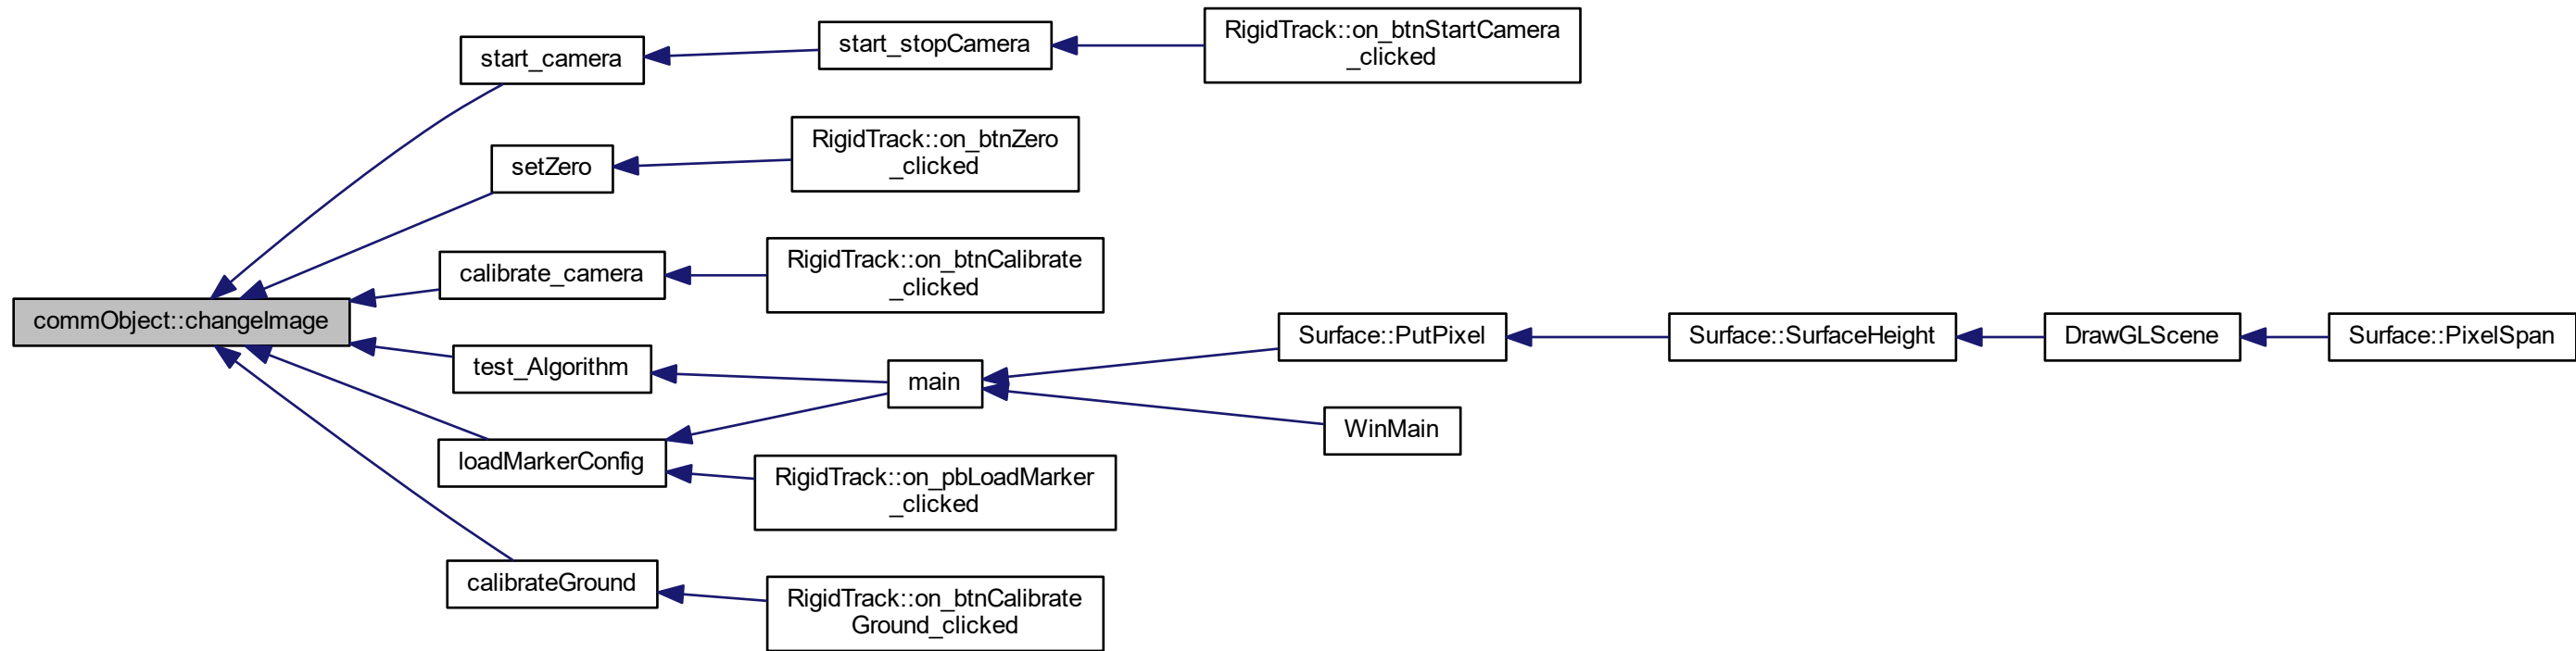 start_camera
start_stopCamera
RigidTrack::on_btnStartCamera
_clicked
setZero
RigidTrack::on_btnZero
_clicked
calibrate_camera
RigidTrack::on_btnCalibrate
_clicked
commObject::changeImage
test_Algorithm
main
Surface::PutPixel
Surface::SurfaceHeight
DrawGLScene
Surface::PixelSpan
WinMain
loadMarkerConfig
RigidTrack::on_pbLoadMarker
_clicked
calibrateGround
RigidTrack::on_btnCalibrate
Ground_clicked